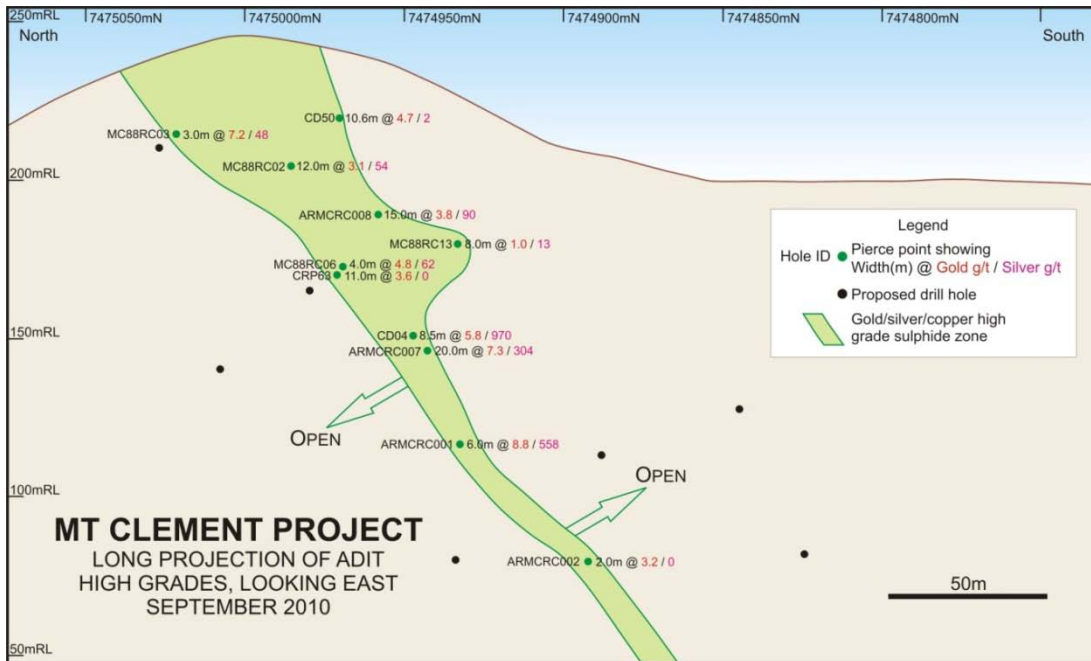 250mRL
7475050mN
7475000mN
7474950mN
7474900mN
7474850mN
7474800mN
North
South
CD50 10.6m @ 4.7 / 2
MC88RC03 3.0m @ 7.2 / 48
MC88RC02 12.0m @ 3.1 / 54
200mRL
ARMCRC008 15.0m @ 3.8 / 90
MC88RC13 8.0m @ 1.0 / 13
MC88RC06 4.0m @ 4.8 / 62
CRP63 11.0m @ 3.6 / 0
Legend
Hole ID Pierce point showing
Width(m) @ Gold g/t / Silver g/t
Proposed drill hole
Gold/silver/copper high
grade sulphide zone
150mRL
CD04 8.5m @ 5.8 / 970
ARMCRC007 20.0m @ 7.3 / 304
OPEN
ARMCRC001 6.0m @ 8.8 / 558
OPEN
100mRL
MT CLEMENT PROJECT
LONG PROJECTION OF ADIT
HIGH GRADES, LOOKING EAST
SEPTEMBER 2010
ARMCRC002 2.0m @ 3.2 / 0
50m
50mRL